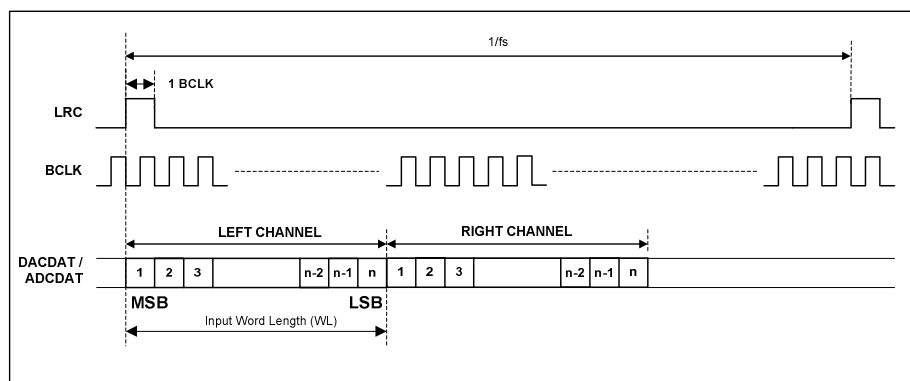 1/fs
1 BCLK
LRC
BCLK
LEFT CHANNEL
RIGHT CHANNEL
DACDAT /
ADCDAT
1 2 3 n-2 n-1 n 1 2 3 n-2 n-1 n
MSB
LSB
Input Word Length (WL)